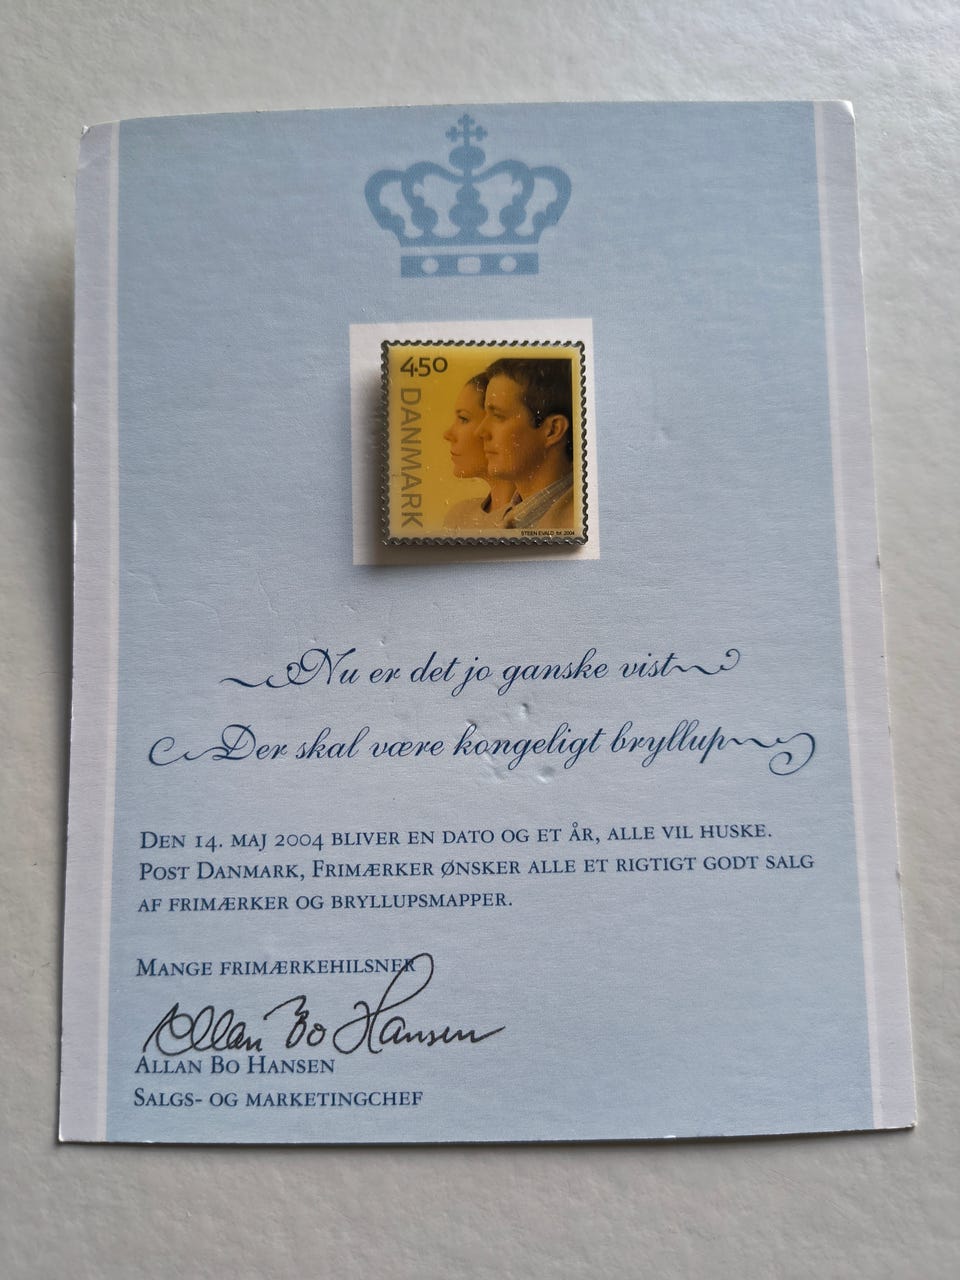 4.50
DANMARK
STEEN EVALD fot. 2004
Nu er det jo ganske vist
Der skal være kongeligt bryllup
Den 14. maj 2004 bliver en dato og et år, alle vil huske.
Post Danmark, Frimærker ønsker alle et rigtigt godt salg
af frimærker og bryllupsmapper.
Mange frimærkehilsner
Allan Bo Hansen
Allan Bo Hansen
Salgs- og marketingchef